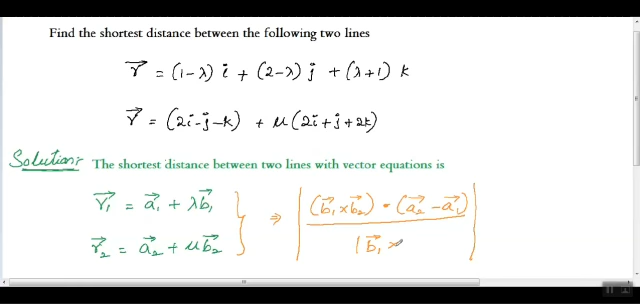 Find the shortest distance between the following two lines
r⃗ = (1-λ) i + (2-λ) j + (λ+1) k
r⃗ = (2i-j-k) + μ(2i+j+2k)
Solution:- The shortest distance between two lines with vector equations is
r⃗₁ = a⃗₁ + λb⃗₁ } ⇒ | (b⃗₁ x b⃗₂) • (a⃗₂ - a⃗₁) |
r⃗₂ = a⃗₂ + μb⃗₂ | b⃗₁ x